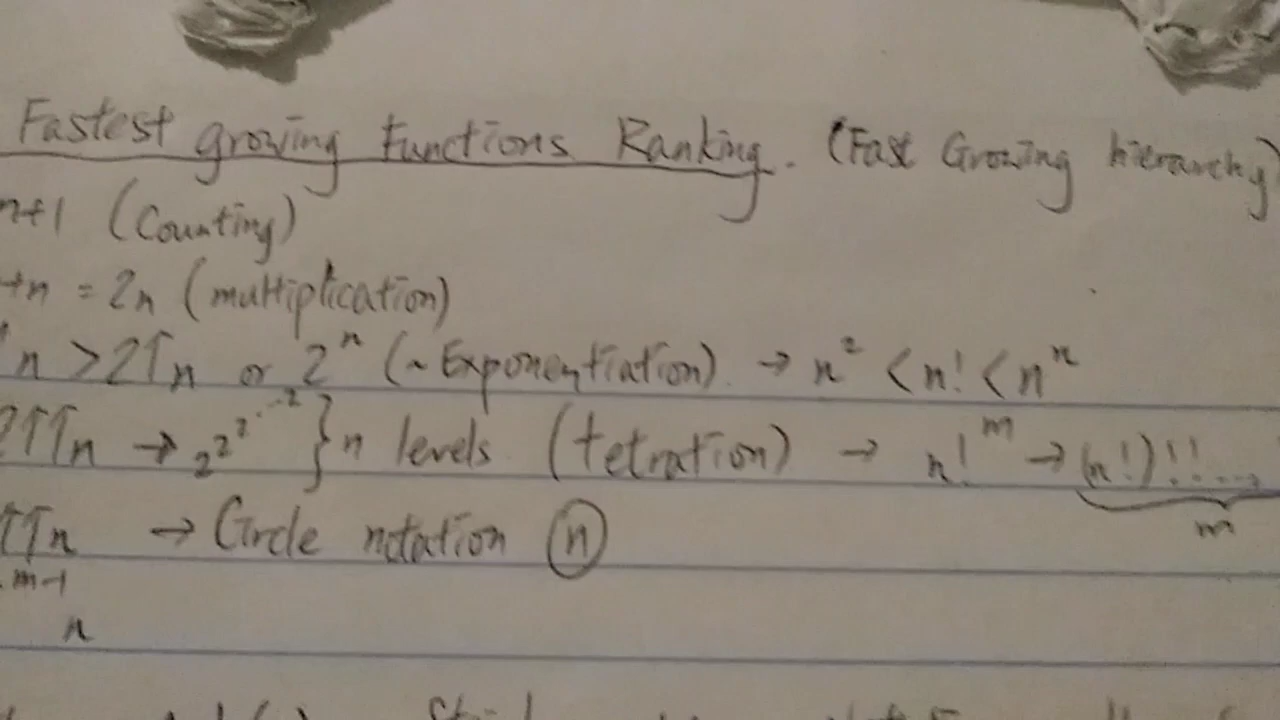 Fastest growing functions Ranking. (Fast Growing hierarchy)
n+1 (Counting)
+n = 2n (multiplication)
n > 2↑n or 2^n (~Exponentiation) → n² < n! < n^n
2↑↑n → 2^2^2^...^2 } n levels (tetration) → n!^m → (n!)!!... m
↑↑n → Circle notation ⓝ
m-1
n